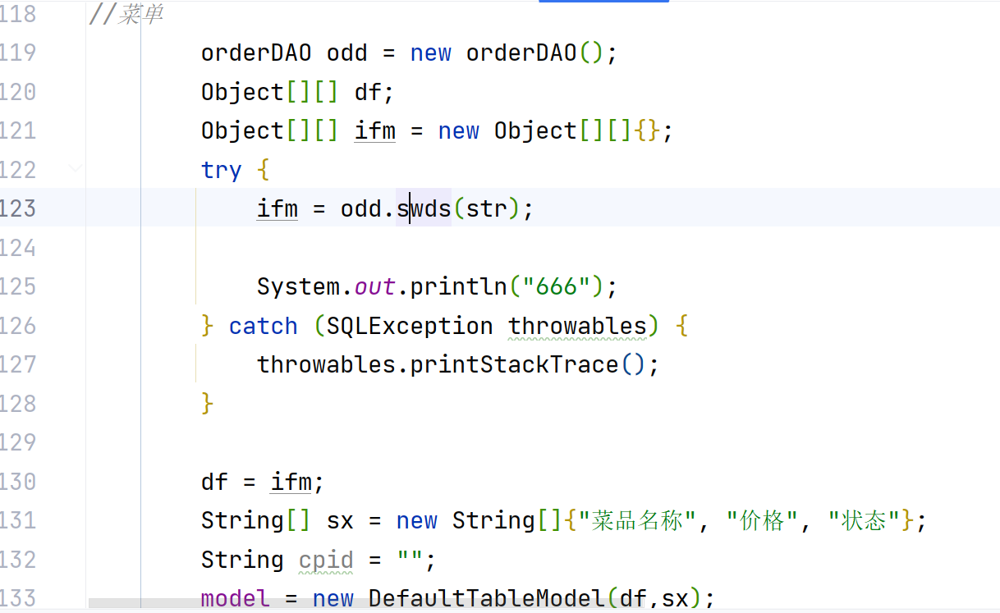 118 //菜单
119 orderDAO odd = new orderDAO();
120 Object[][] df;
121 Object[][] ifm = new Object[][]{};
122 try {
123 ifm = odd.swds(str);
124
125 System.out.println("666");
126 } catch (SQLException throwables) {
127 throwables.printStackTrace();
128 }
129
130 df = ifm;
131 String[] sx = new String[]{"菜品名称", "价格", "状态"};
132 String cpid = "";
133 model = new DefaultTableModel(df,sx);